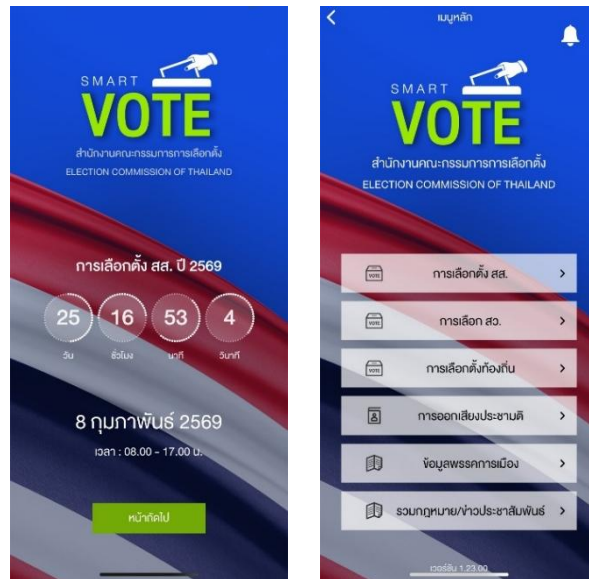 SMART
VOTE
สำนักงานคณะกรรมการการเลือกตั้ง
ELECTION COMMISSION OF THAILAND
การเลือกตั้ง สส. ปี 2569
25 16 53 4
วัน ชั่วโมง นาที วินาที
8 กุมภาพันธ์ 2569
เวลา : 08.00 - 17.00 น.
หน้าถัดไป
เมนูหลัก
SMART
VOTE
สำนักงานคณะกรรมการการเลือกตั้ง
ELECTION COMMISSION OF THAILAND
VOTE การเลือกตั้ง สส.
VOTE การเลือก สว.
VOTE การเลือกตั้งท้องถิ่น
การออกเสียงประชามติ
ข้อมูลพรรคการเมือง
รวมกฎหมาย/ข่าวประชาสัมพันธ์
เวอร์ชัน 1.23.00